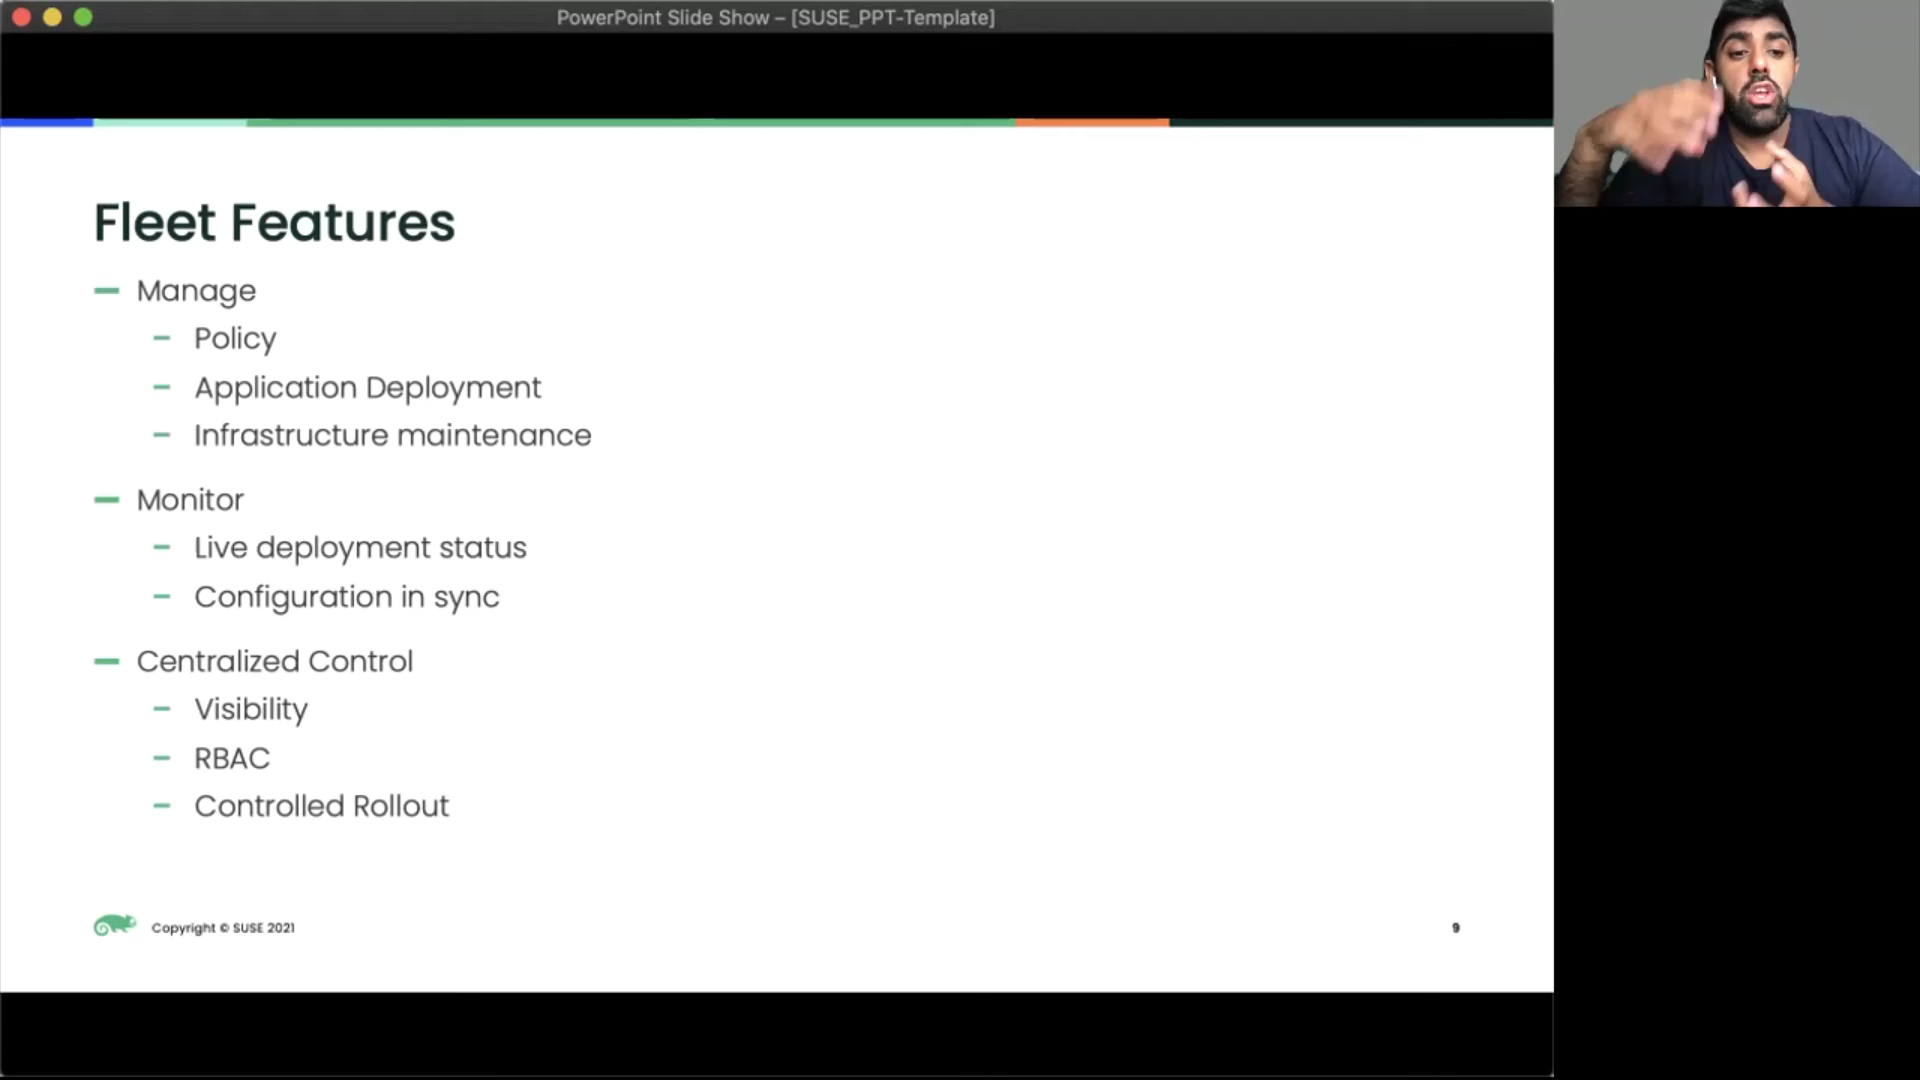 PowerPoint Slide Show – [SUSE_PPT-Template]
Fleet Features
Manage
Policy
Application Deployment
Infrastructure maintenance
Monitor
Live deployment status
Configuration in sync
Centralized Control
Visibility
RBAC
Controlled Rollout
Copyright © SUSE 2021
9